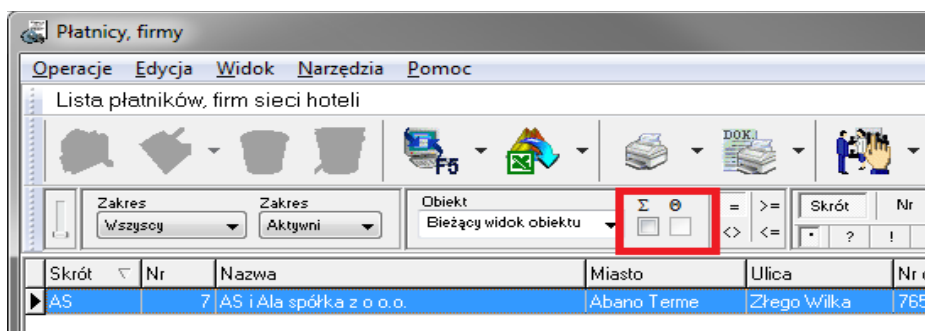 Płatnicy, firmy
Operacje Edycja Widok Narzędzia Pomoc
Lista płatników, firm sieci hoteli
F5 DOK.
Zakres Zakres Obiekt Σ Θ = >= Skrót Nr
Wszyscy Aktywni Bieżący widok obiektu <> <= * ? !
Skrót Nr Nazwa Miasto Ulica Nr
AS 7 AS i Ala spółka z o o.o. Abano Terme Złego Wilka 765